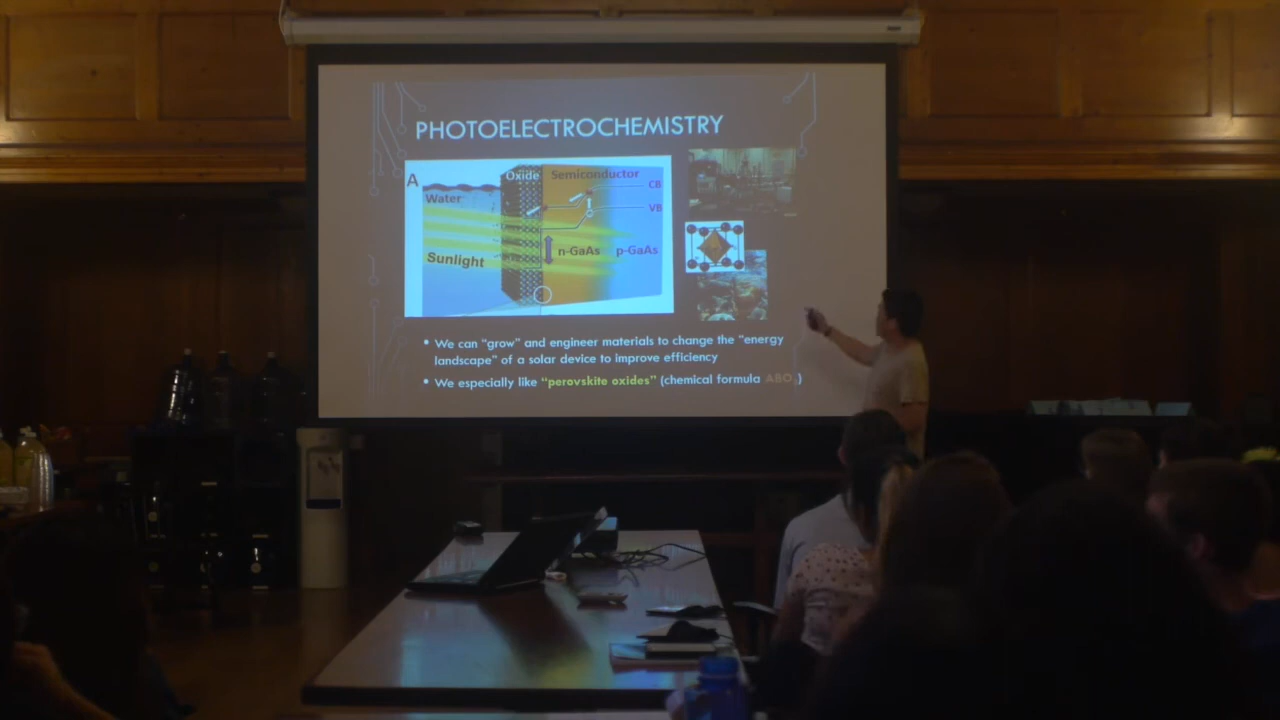 PHOTOELECTROCHEMISTRY
A
Oxide Semiconductor
CB
Water
VB
n-GaAs p-GaAs
Sunlight
• We can "grow" and engineer materials to change the "energy
landscape" of a solar device to improve efficiency
• We especially like "perovskite oxides" (chemical formula ABO3)